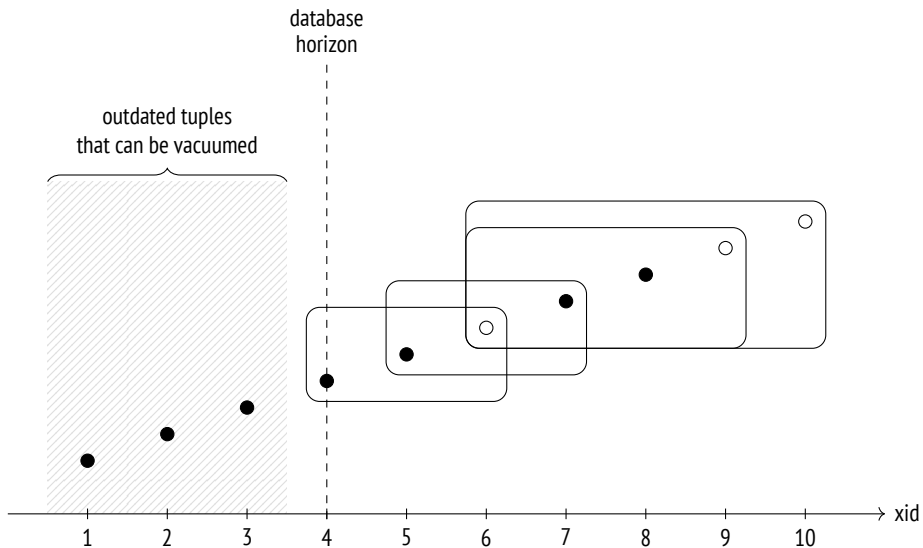 database
horizon
outdated tuples
that can be vacuumed
xid
1 2 3 4 5 6 7 8 9 10